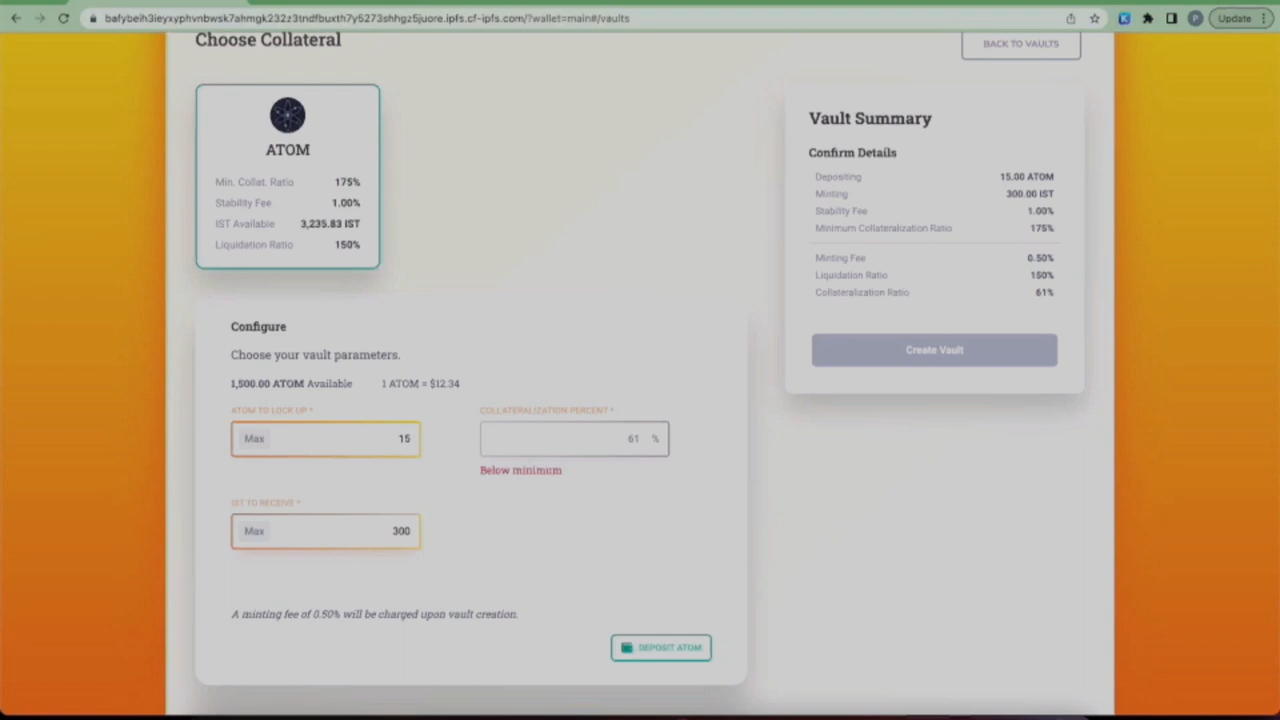 bafybeih3ieyxyphvnbwsk7ahmgk232z3tndfbuxth7y5273shhgz5juore.ipfs.cf-ipfs.com/?wallet=main#/vaults
P
Update
Choose Collateral
BACK TO VAULTS
ATOM
Min. Collat. Ratio 175%
Stability Fee 1.00%
IST Available 3,235.83 IST
Liquidation Ratio 150%
Vault Summary
Confirm Details
Depositing 15.00 ATOM
Minting 300.00 IST
Stability Fee 1.00%
Minimum Collateralization Ratio 175%
Minting Fee 0.50%
Liquidation Ratio 150%
Collateralization Ratio 61%
Create Vault
Configure
Choose your vault parameters.
1,500.00 ATOM Available 1 ATOM = $12.34
ATOM TO LOCK UP * COLLATERALIZATION PERCENT *
Max 15 61 %
Below minimum
IST TO RECEIVE *
Max 300
A minting fee of 0.50% will be charged upon vault creation.
DEPOSIT ATOM